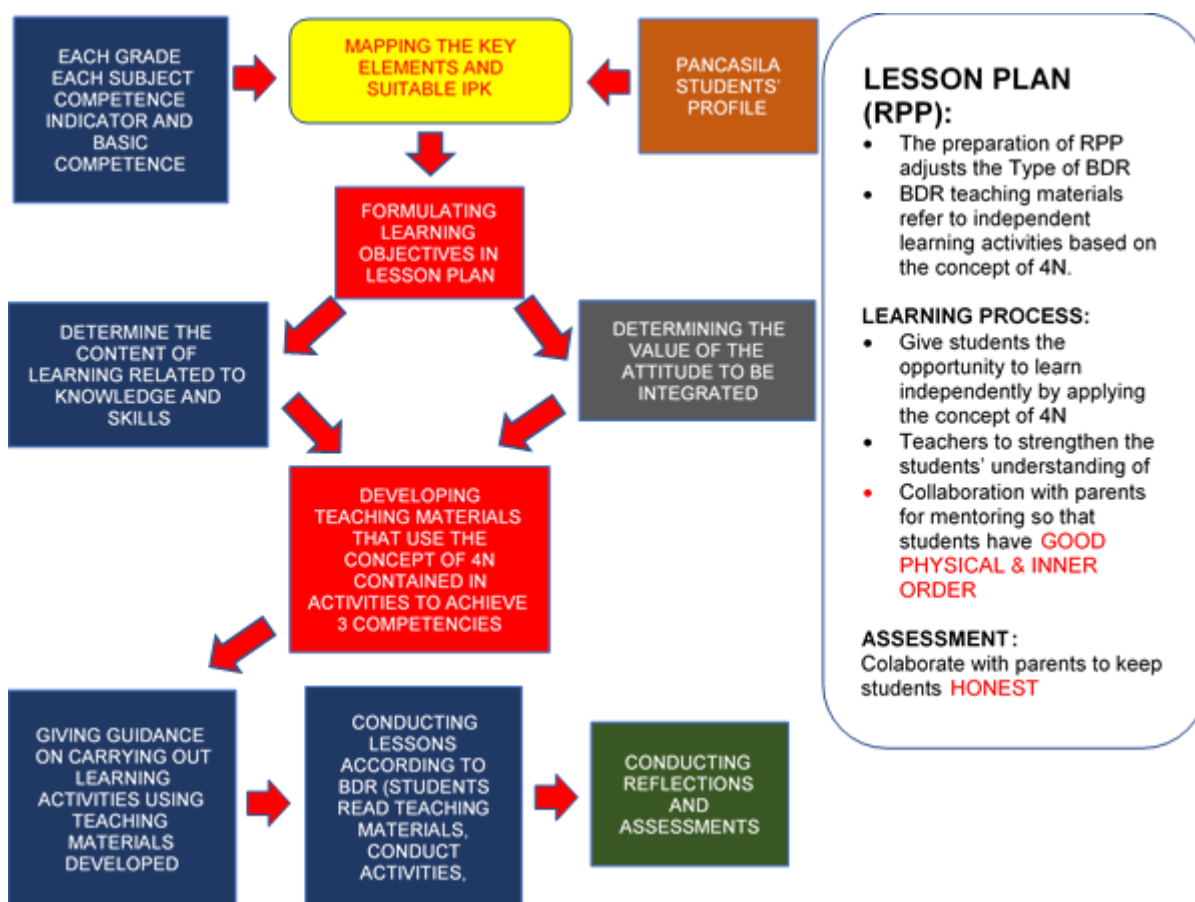 EACH GRADE
EACH SUBJECT
COMPETENCE
INDICATOR AND
BASIC
COMPETENCE
MAPPING THE KEY
ELEMENTS AND
SUITABLE IPK
PANCASILA
STUDENTS'
PROFILE
FORMULATING
LEARNING
OBJECTIVES IN
LESSON PLAN
DETERMINE THE
CONTENT OF
LEARNING RELATED TO
KNOWLEDGE AND
SKILLS
DETERMINING THE
VALUE OF THE
ATTITUDE TO BE
INTEGRATED
DEVELOPING
TEACHING MATERIALS
THAT USE THE
CONCEPT OF 4N
CONTAINED IN
ACTIVITIES TO ACHIEVE
3 COMPETENCIES
GIVING GUIDANCE
ON CARRYING OUT
LEARNING
ACTIVITIES USING
TEACHING
MATERIALS
DEVELOPED
CONDUCTING
LESSONS
ACCORDING TO
BDR (STUDENTS
READ TEACHING
MATERIALS,
CONDUCT
ACTIVITIES,
CONDUCTING
REFLECTIONS
AND
ASSESSMENTS
LESSON PLAN
(RPP):
• The preparation of RPP
adjusts the Type of BDR
• BDR teaching materials
refer to independent
learning activities based on
the concept of 4N.
LEARNING PROCESS:
• Give students the
opportunity to learn
independently by applying
the concept of 4N
• Teachers to strengthen the
students' understanding of
• Collaboration with parents
for mentoring so that
students have GOOD
PHYSICAL & INNER
ORDER
ASSESSMENT:
Colaborate with parents to keep
students HONEST